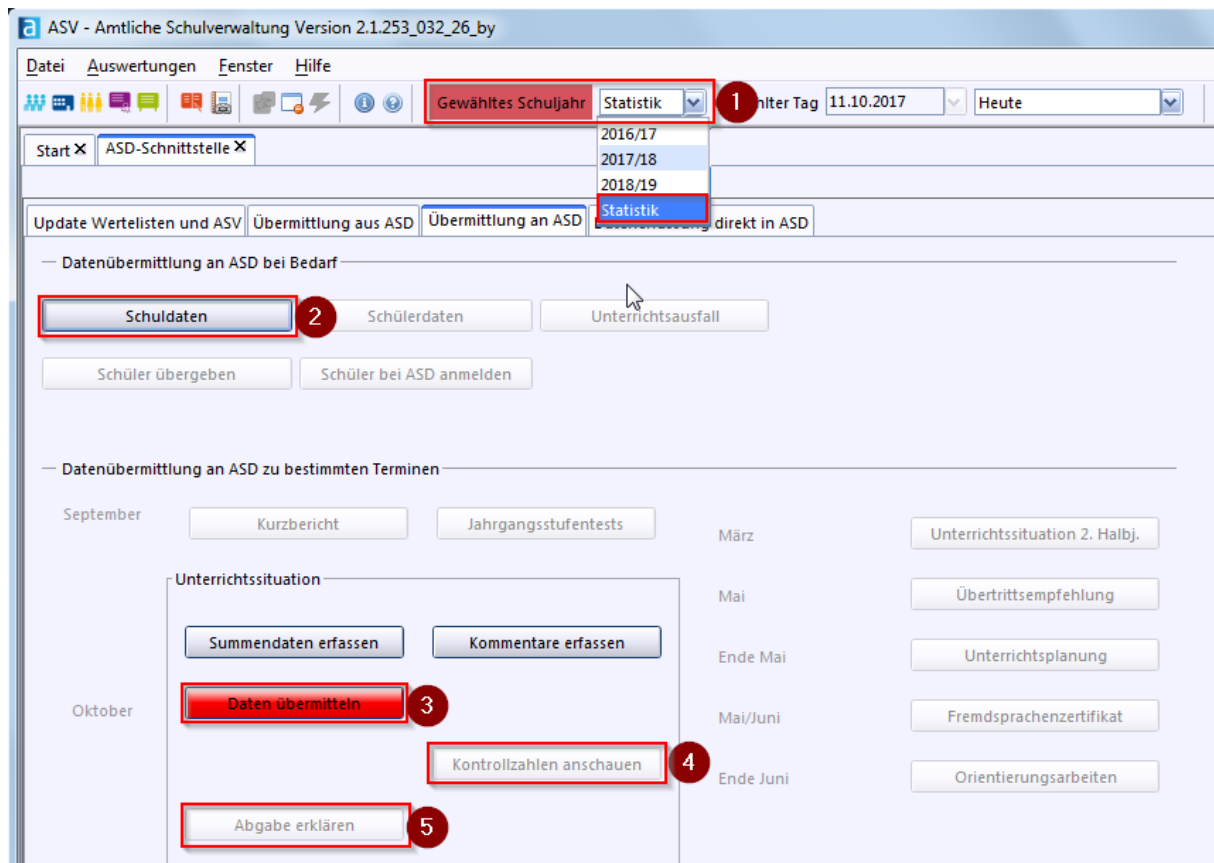 ASV - Amtliche Schulverwaltung Version 2.1.253_032_26_by
Datei Auswertungen Fenster Hilfe
Gewähltes Schuljahr Statistik 1 hlter Tag 11.10.2017 Heute
2016/17
2017/18
2018/19
Statistik
Start ASD-Schnittstelle
Update Wertelisten und ASV Übermittlung aus ASD Übermittlung an ASD direkt in ASD
Datenübermittlung an ASD bei Bedarf
Schuldaten 2 Schülerdaten Unterrichtsausfall
Schüler übergeben Schüler bei ASD anmelden
Datenübermittlung an ASD zu bestimmten Terminen
September Kurzbericht Jahrgangsstufentests
März Unterrichtssituation 2. Halbj.
Unterrichtssituation
Mai Übertrittsempfehlung
Summendaten erfassen Kommentare erfassen
Ende Mai Unterrichtsplanung
Oktober Daten übermitteln 3
Mai/Juni Fremdsprachenzertifikat
Kontrollzahlen anschauen 4
Ende Juni Orientierungsarbeiten
Abgabe erklären 5